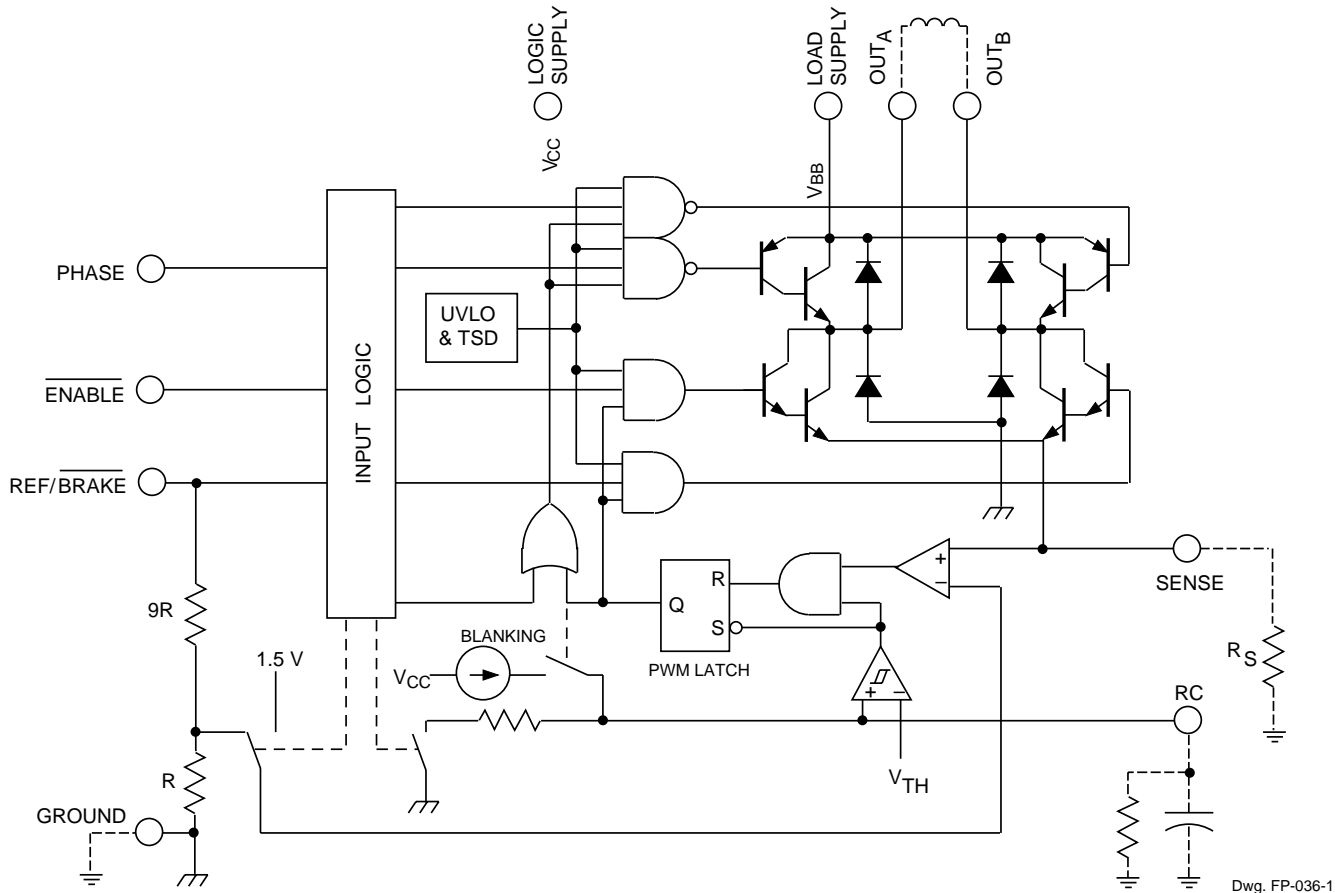 LOGIC
SUPPLY
LOAD
SUPPLY
OUTA
OUTB
VCC
VBB
PHASE
UVLO
& TSD
ENABLE
INPUT LOGIC
REF/BRAKE
9R
1.5 V
BLANKING
VCC
Q
R
S
PWM LATCH
+
−
SENSE
RS
+
−
RC
VTH
R
GROUND
Dwg. FP-036-1